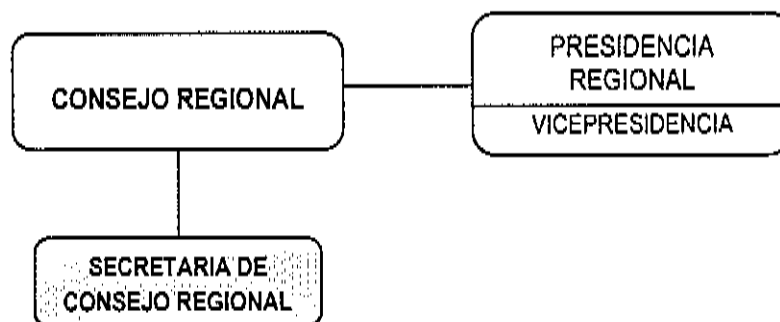 CONSEJO REGIONAL
PRESIDENCIA
REGIONAL
VICEPRESIDENCIA
SECRETARIA DE
CONSEJO REGIONAL